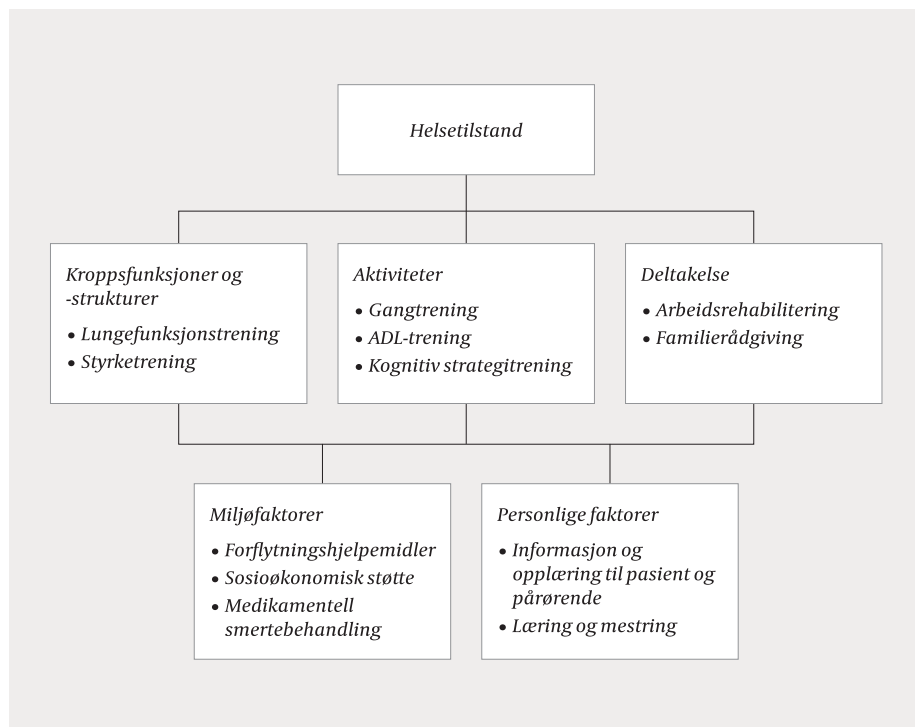 Helsetilstand
Kroppsfunksjoner og
-strukturer
• Lungefunksjonstrening
• Styrketrening
Aktiviteter
• Gangtrening
• ADL-trening
• Kognitiv strategitrening
Deltakelse
• Arbeidsrehabilitering
• Familierådgiving
Miljøfaktorer
• Forflytningshjelpemidler
• Sosioøkonomisk støtte
• Medikamentell
smertebehandling
Personlige faktorer
• Informasjon og
opplæring til pasient og
pårørende
• Læring og mestring